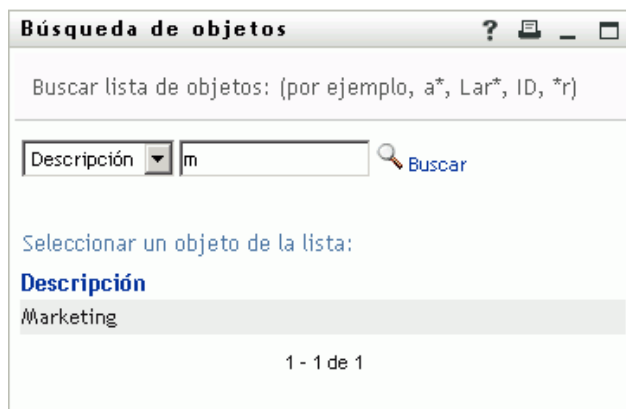 Búsqueda de objetos
Buscar lista de objetos: (por ejemplo, a*, Lar*, ID, *r)
Descripción m Buscar
Seleccionar un objeto de la lista:
Descripción
Marketing
1 - 1 de 1